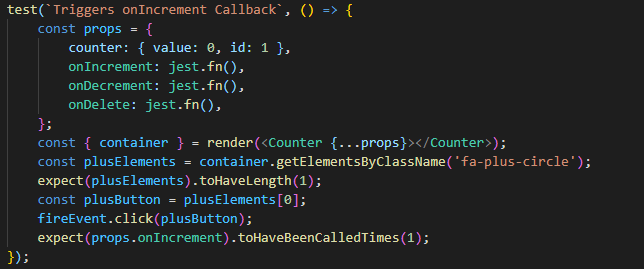 test(`Triggers onIncrement Callback`, () => {
    const props = {
        counter: { value: 0, id: 1 },
        onIncrement: jest.fn(),
        onDecrement: jest.fn(),
        onDelete: jest.fn(),
    };
    const { container } = render(<Counter {...props}></Counter>);
    const plusElements = container.getElementsByClassName('fa-plus-circle');
    expect(plusElements).toHaveLength(1);
    const plusButton = plusElements[0];
    fireEvent.click(plusButton);
    expect(props.onIncrement).toHaveBeenCalledTimes(1);
});